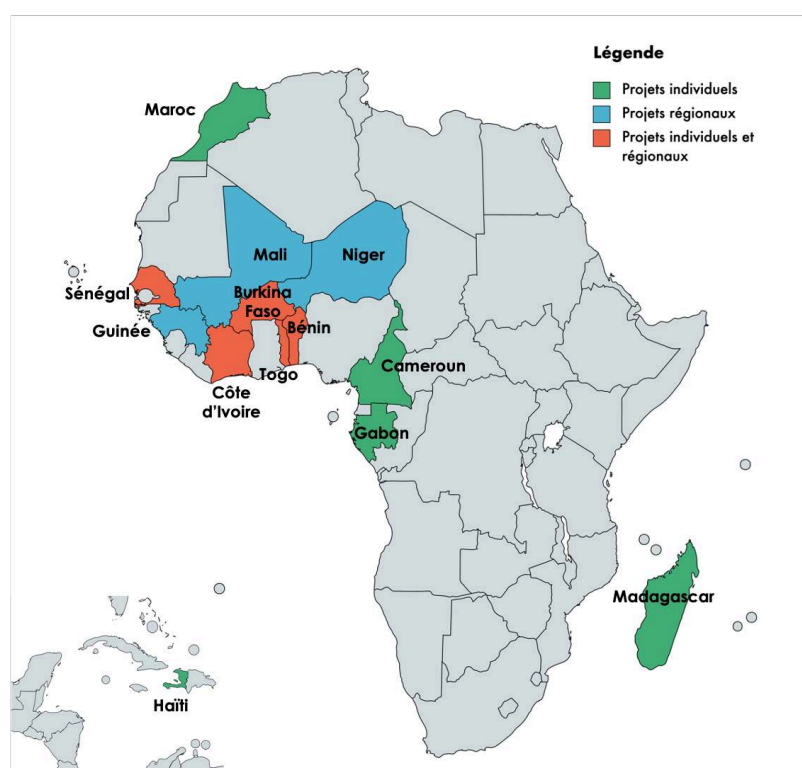 Légende
Projets individuels
Projets régionaux
Projets individuels et
régionaux
Maroc
Mali
Niger
Sénégal
Burkina
Faso
Bénin
Guinée
Togo
Cameroun
Côte
d'Ivoire
Gabon
Madagascar
Haïti